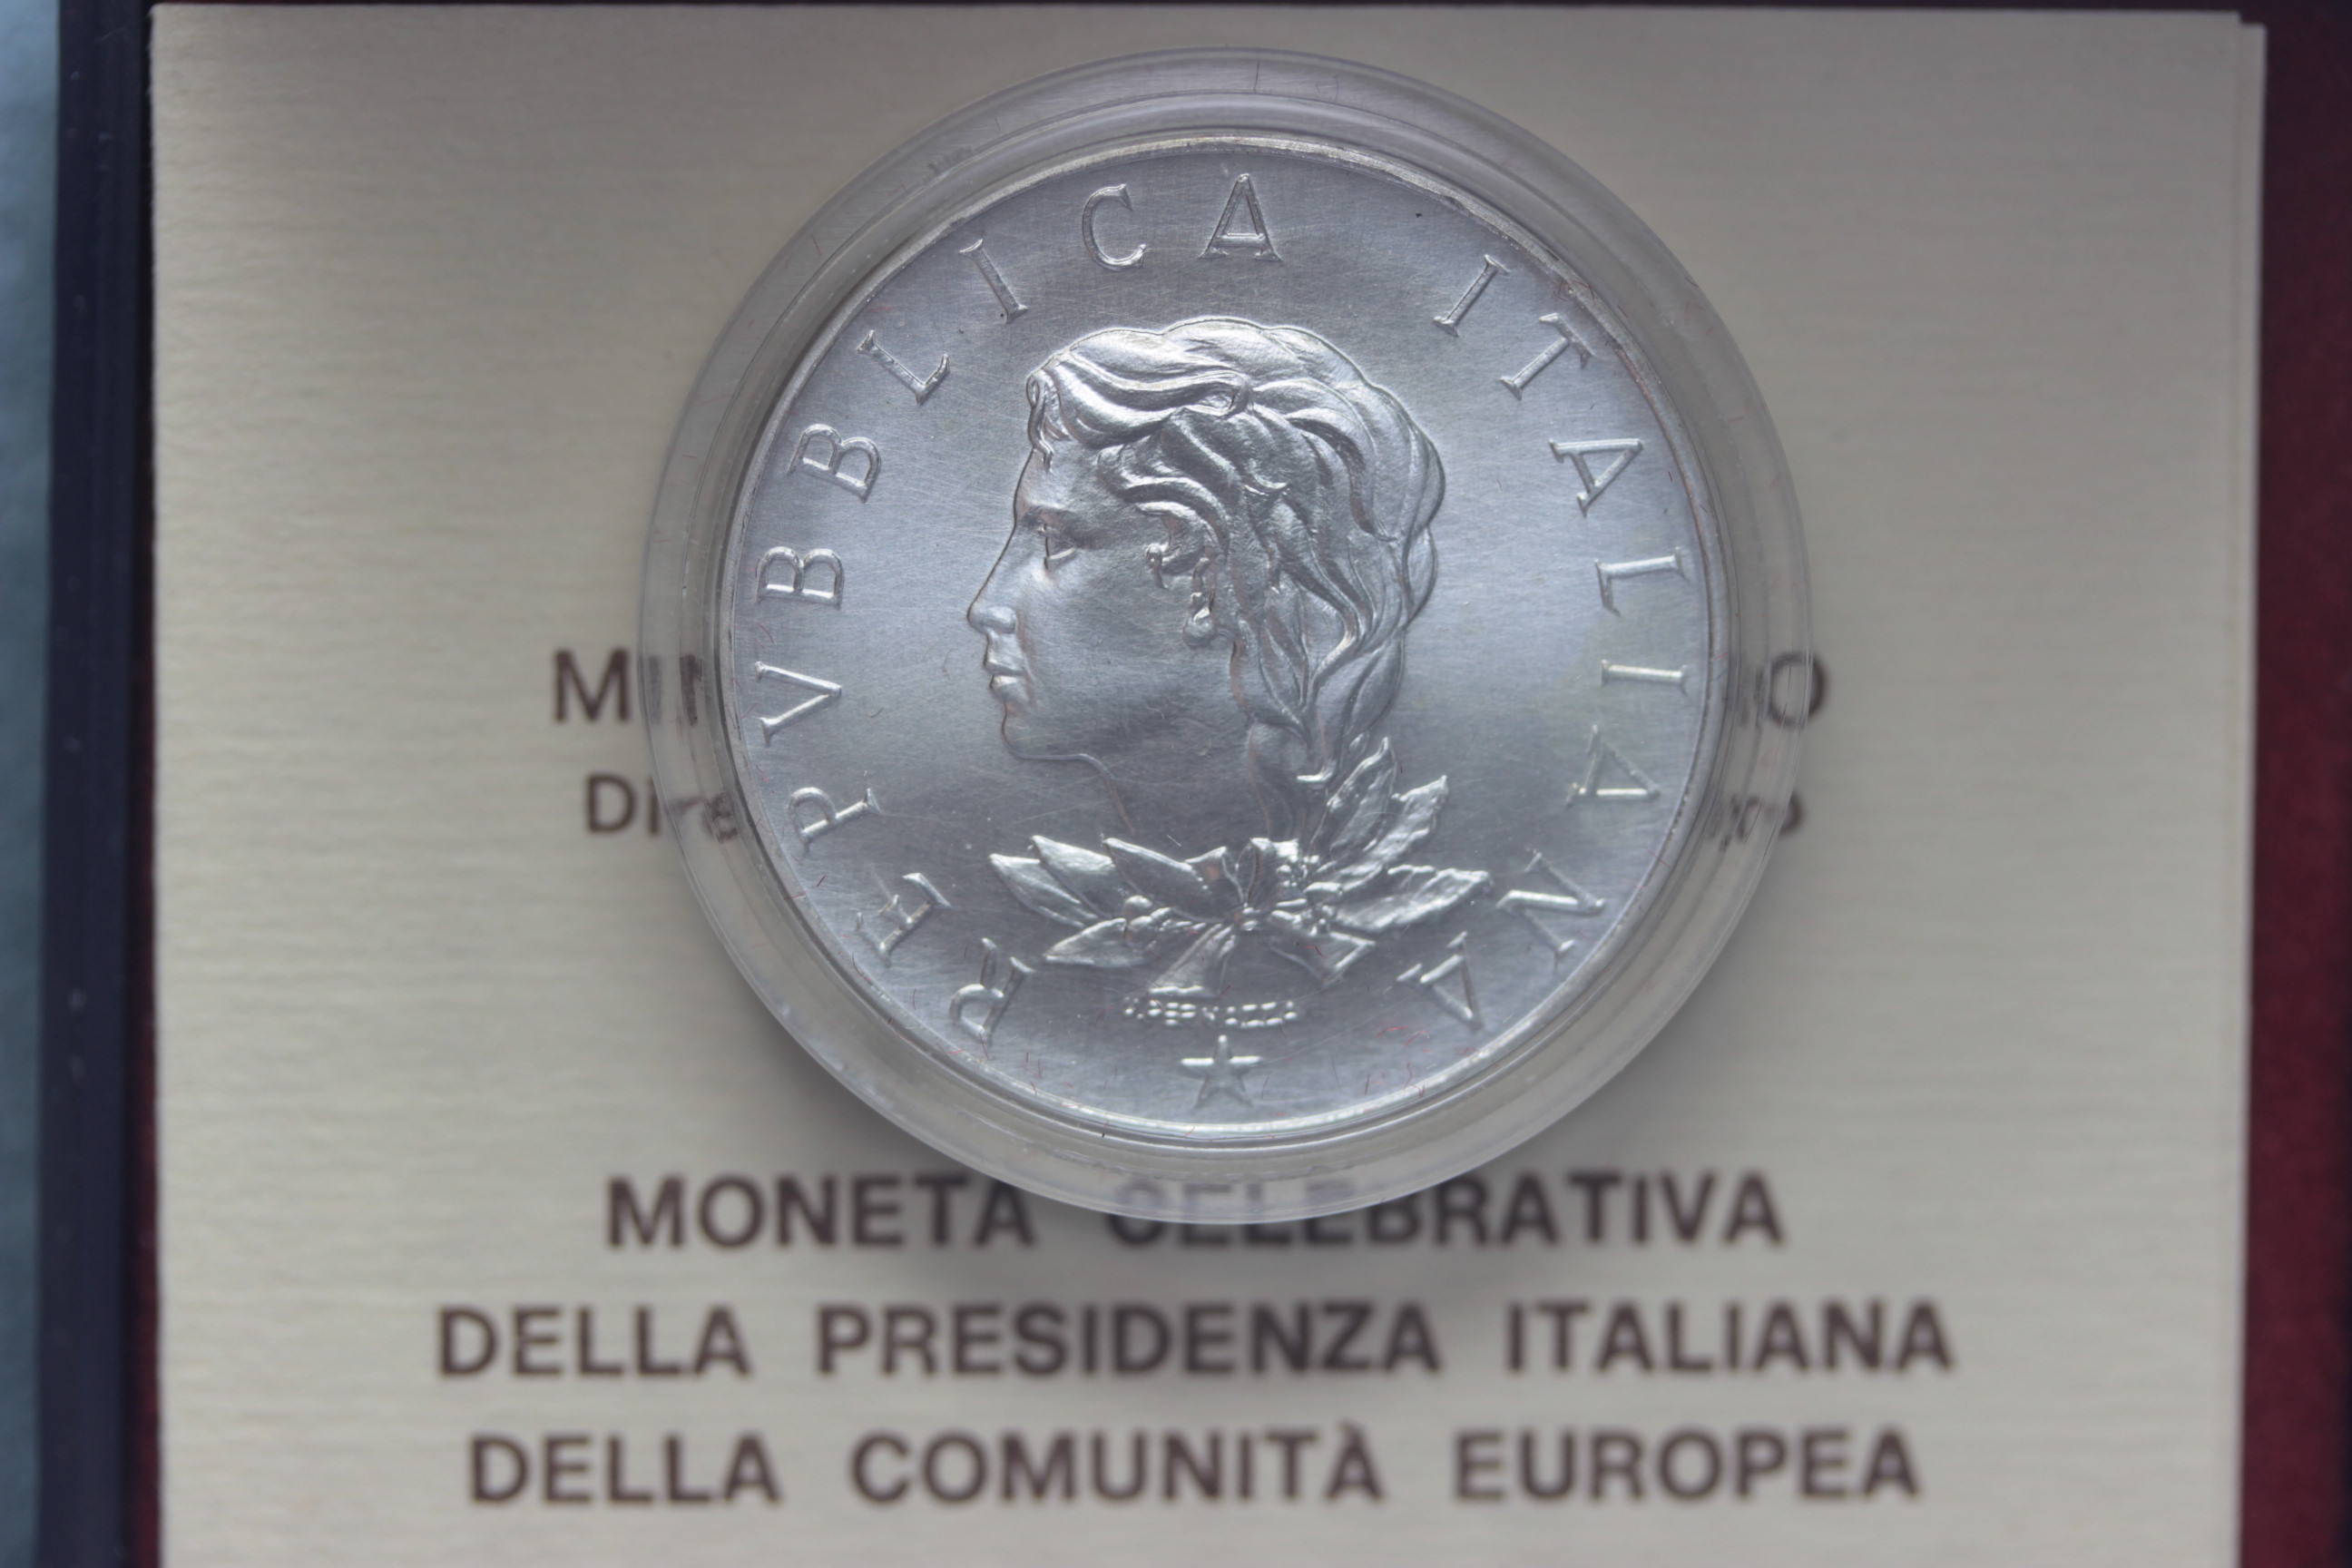 REPVBBLICA ITALIANA
MONETA CELEBRATIVA
DELLA PRESIDENZA ITALIANA
DELLA COMUNITÀ EUROPEA